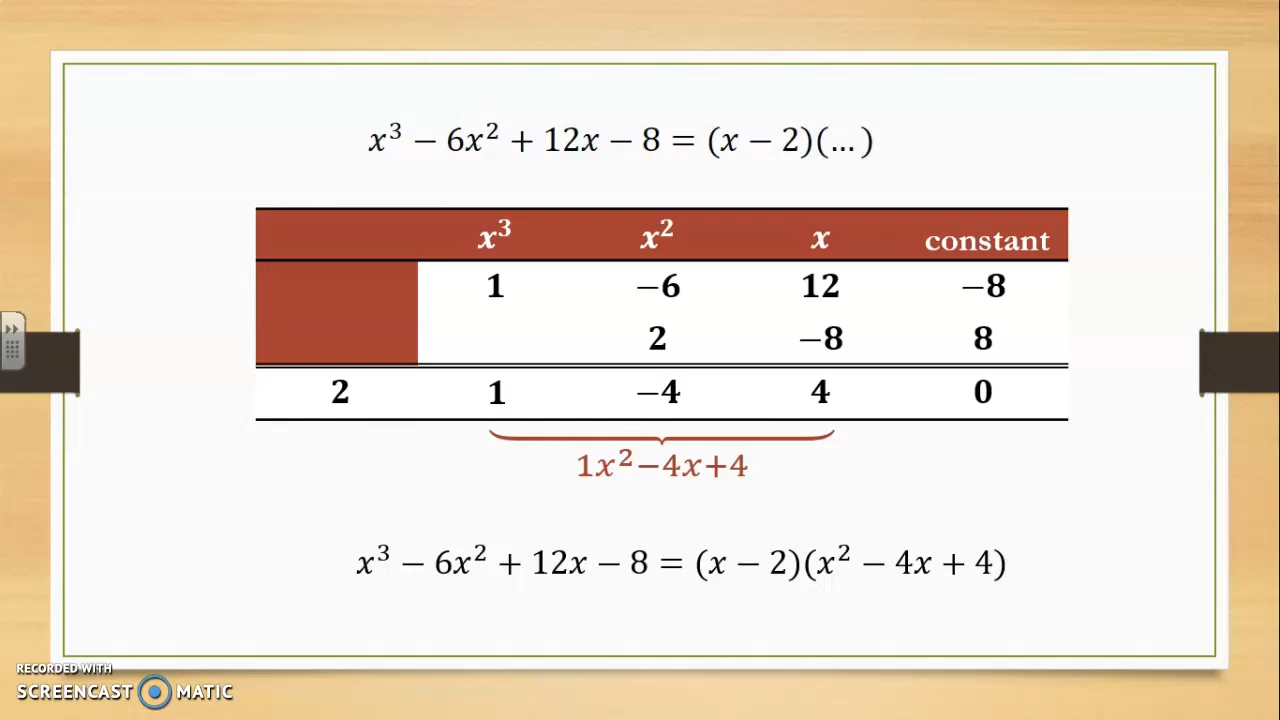 x³ − 6x² + 12x − 8 = (x − 2)(… )
x³ x² x constant
1 −6 12 −8
2 −8 8
2 1 −4 4 0
1x²−4x+4
x³ − 6x² + 12x − 8 = (x − 2)(x² − 4x + 4)
RECORDED WITH
SCREENCAST MATIC